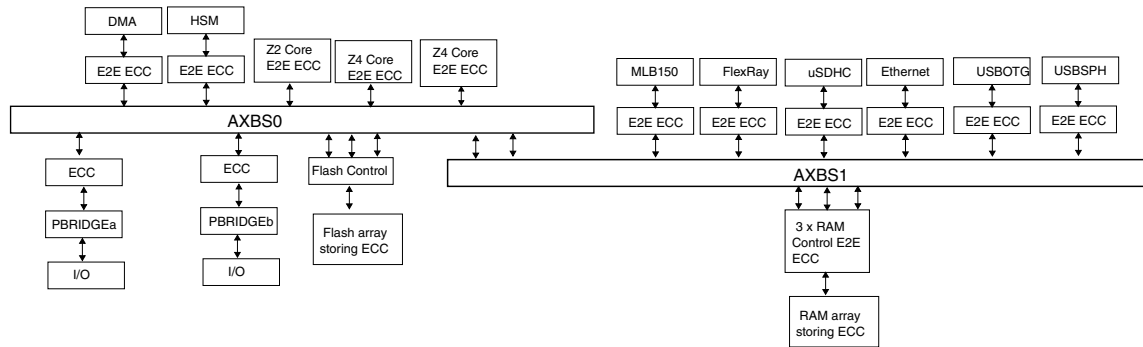 DMA
HSM
E2E ECC
E2E ECC
Z2 Core
E2E ECC
Z4 Core
E2E ECC
Z4 Core
E2E ECC
MLB150
FlexRay
uSDHC
Ethernet
USBOTG
USBSPH
E2E ECC
E2E ECC
E2E ECC
E2E ECC
E2E ECC
E2E ECC
AXBS0
AXBS1
ECC
ECC
Flash Control
PBRIDGEa
PBRIDGEb
Flash array
storing ECC
I/O
I/O
3 x RAM
Control E2E
ECC
RAM array
storing ECC